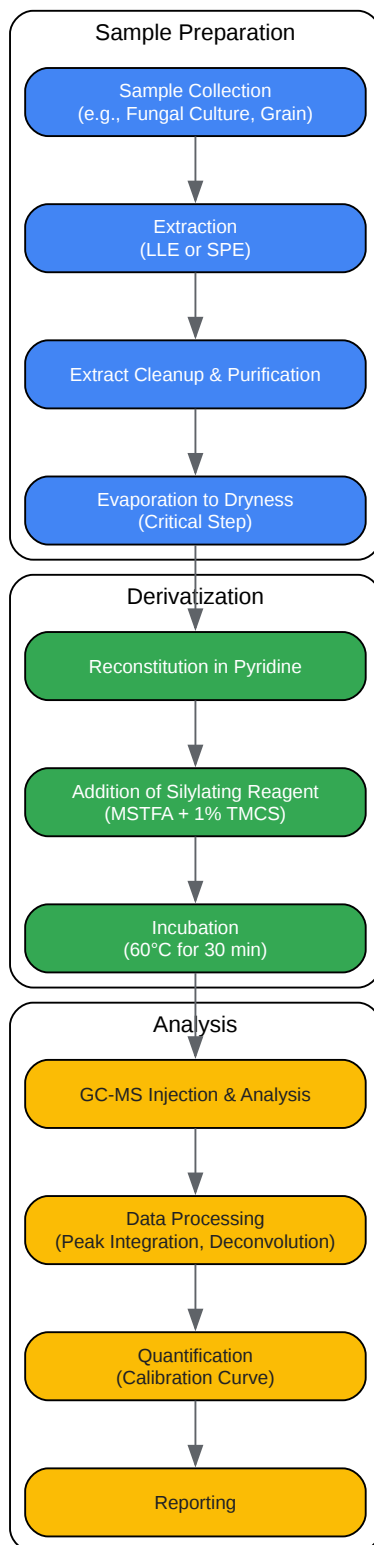 Sample Preparation
Sample Collection
(e.g., Fungal Culture, Grain)
Extraction
(LLE or SPE)
Extract Cleanup & Purification
Evaporation to Dryness
(Critical Step)
Derivatization
Reconstitution in Pyridine
Addition of Silylating Reagent
(MSTFA + 1% TMCS)
Incubation
(60°C for 30 min)
Analysis
GC-MS Injection & Analysis
Data Processing
(Peak Integration, Deconvolution)
Quantification
(Calibration Curve)
Reporting